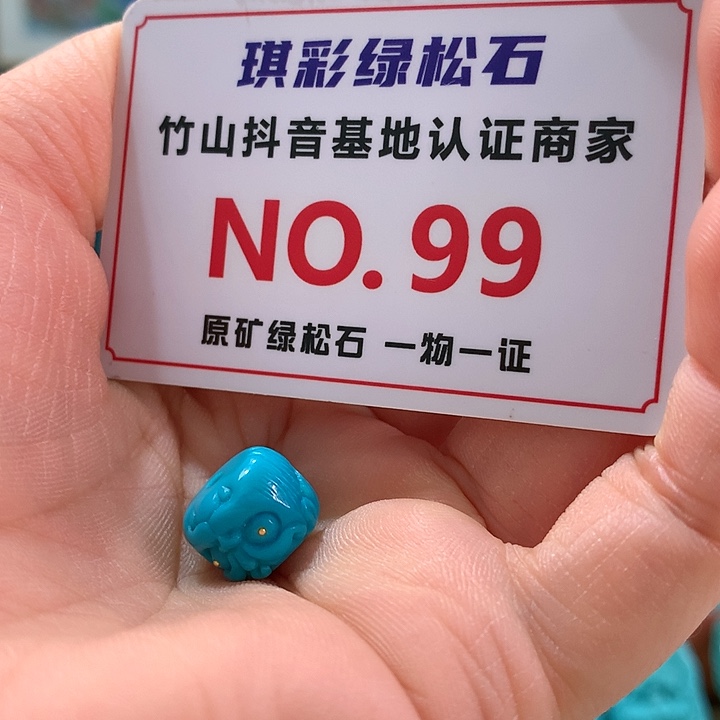 琪彩绿松石
竹山抖音基地认证商家
NO. 99
原矿绿松石 一物一证